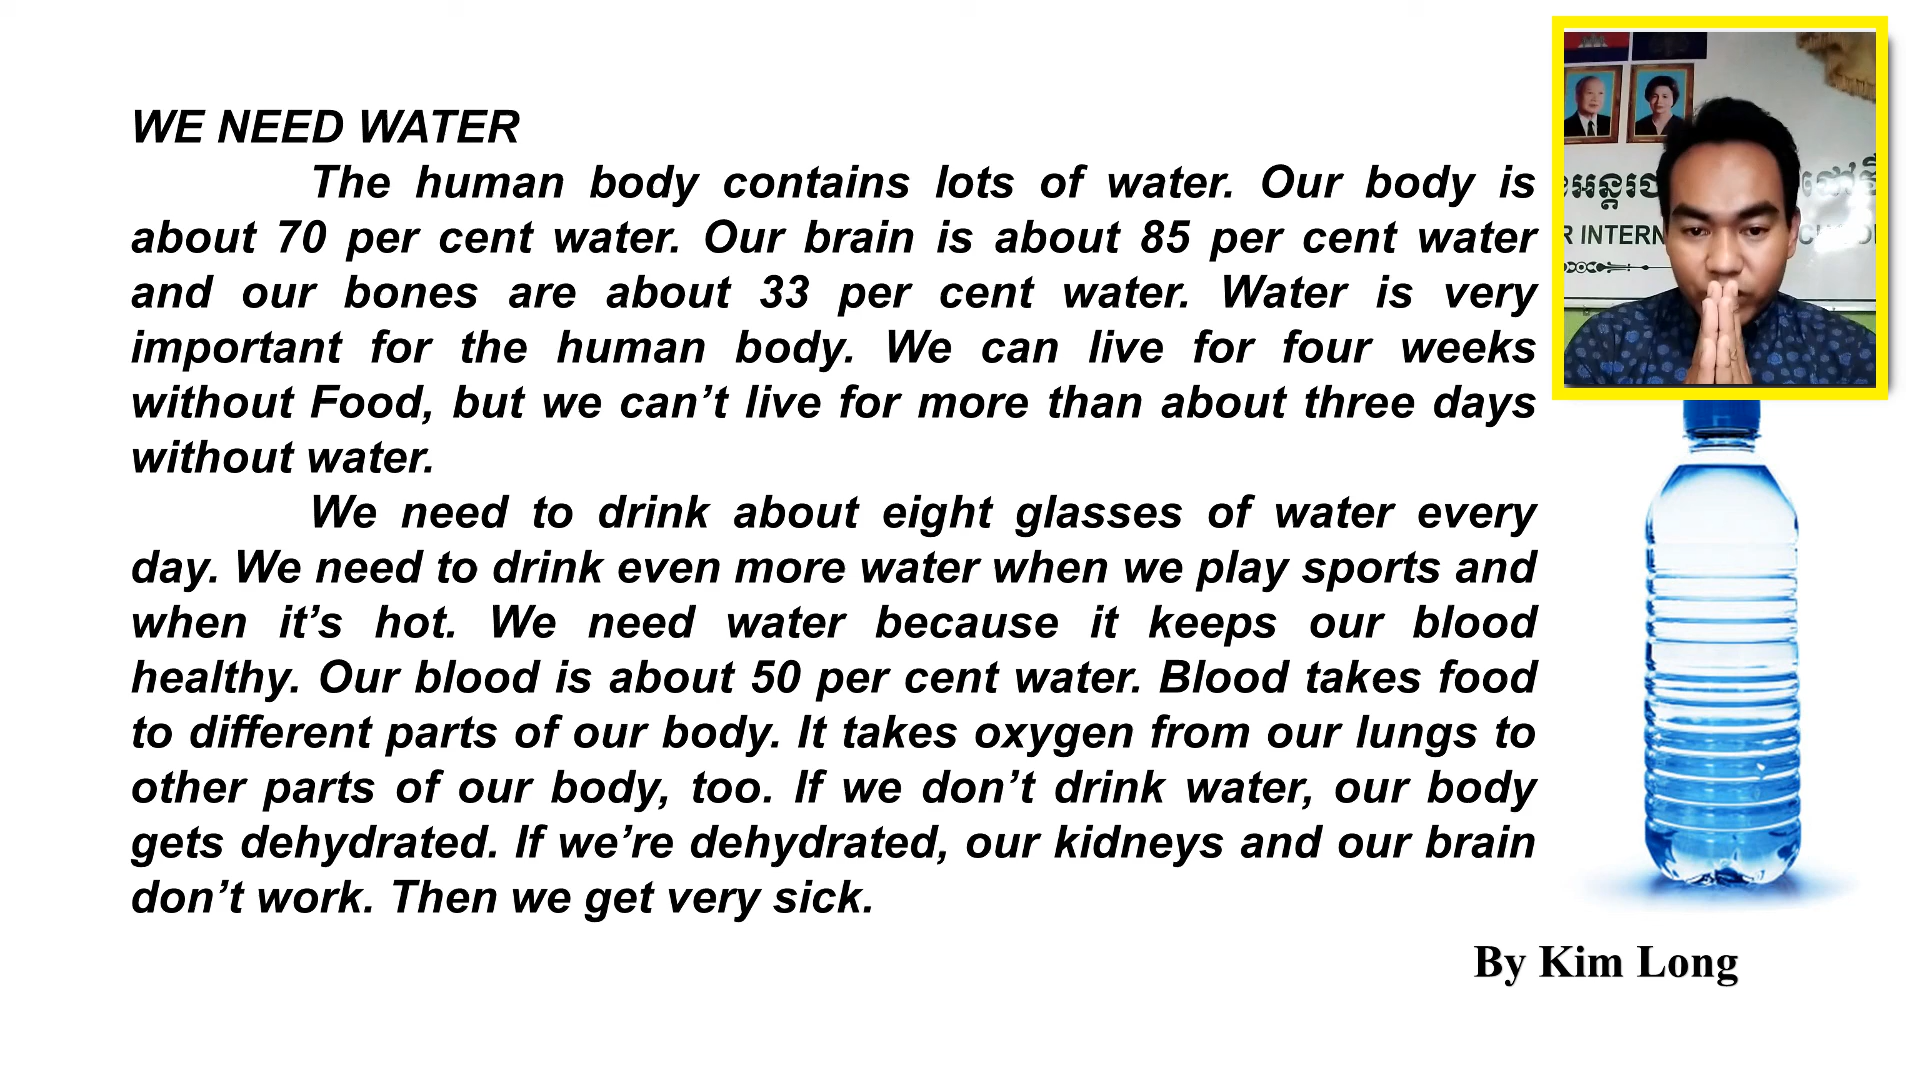 WE NEED WATER
The human body contains lots of water. Our body is
about 70 per cent water. Our brain is about 85 per cent water
and our bones are about 33 per cent water. Water is very
important for the human body. We can live for four weeks
without Food, but we can’t live for more than about three days
without water.
We need to drink about eight glasses of water every
day. We need to drink even more water when we play sports and
when it’s hot. We need water because it keeps our blood
healthy. Our blood is about 50 per cent water. Blood takes food
to different parts of our body. It takes oxygen from our lungs to
other parts of our body, too. If we don’t drink water, our body
gets dehydrated. If we’re dehydrated, our kidneys and our brain
don’t work. Then we get very sick.
By Kim Long